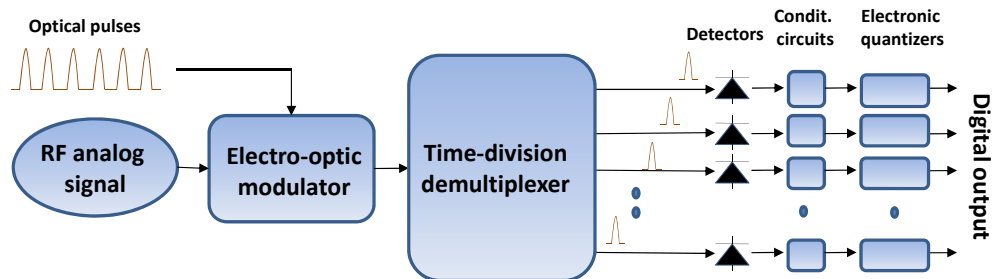 Optical pulses
Detectors
Condit.
circuits
Electronic
quantizers
RF analog
signal
Electro-optic
modulator
Time-division
demultiplexer
Digital output